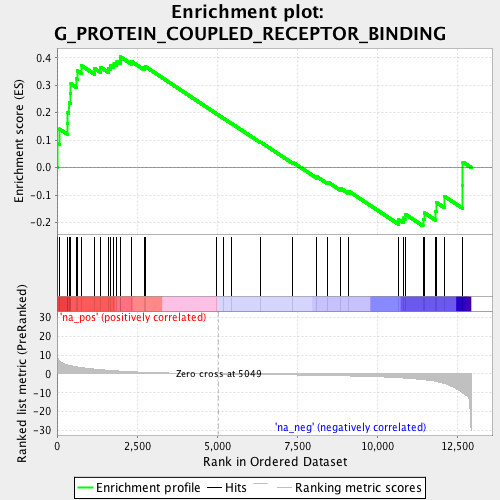 Enrichment plot:
G_PROTEIN_COUPLED_RECEPTOR_BINDING
Enrichment score (ES)
0.4
0.3
0.2
0.1
0.0
-0.1
-0.2
'na_pos' (positively correlated)
Ranked list metric (PreRanked)
30
20
10
0
-10
-20
-30
Zero cross at 5049
'na_neg' (negatively correlated)
0
2,500
5,000
7,500
10,000
12,500
Rank in Ordered Dataset
Enrichment profile
Hits
Ranking metric scores